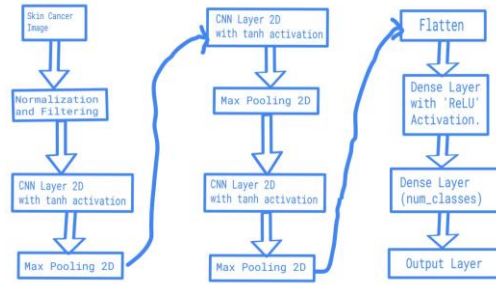 Skin Cancer
Image
Normalization
and Filtering
CNN Layer 2D
with tanh activation
Max Pooling 2D
CNN Layer 2D
with tanh activation
Max Pooling 2D
CNN Layer 2D
with tanh activation
Max Pooling 2D
Flatten
Dense Layer
with 'ReLU'
Activation.
Dense Layer
(num_classes)
Output Layer